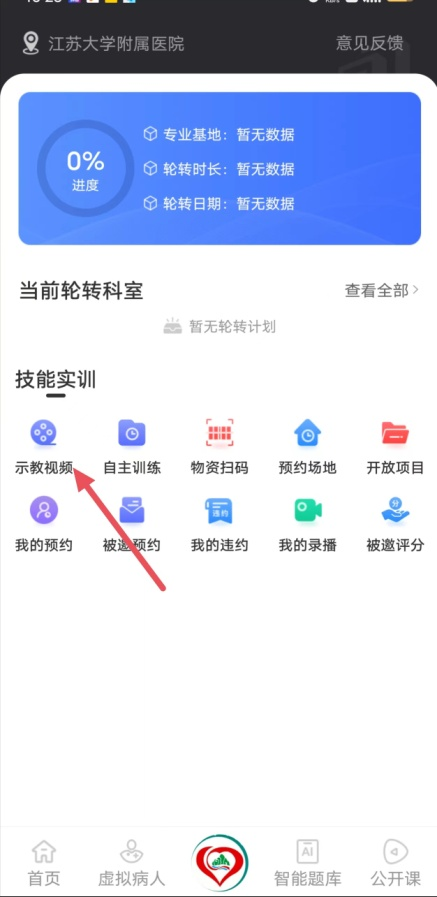 江苏大学附属医院 意见反馈
0%
进度
专业基地：暂无数据
轮转时长：暂无数据
轮转日期：暂无数据
当前轮转科室 查看全部
暂无轮转计划
技能实训
示教视频 自主训练 物资扫码 预约场地 开放项目
违约 分
我的预约 被邀预约 我的违约 我的录播 被邀评分
AI
首页 虚拟病人 智能题库 公开课